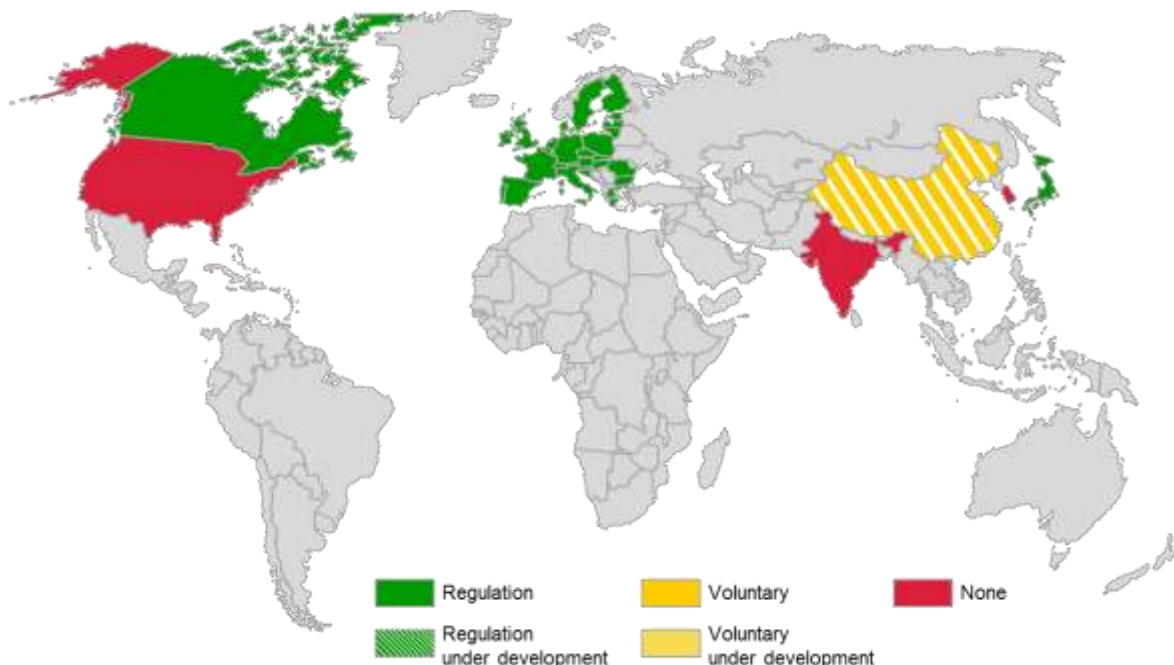 Regulation
Voluntary
None
Regulation
under development
Voluntary
under development